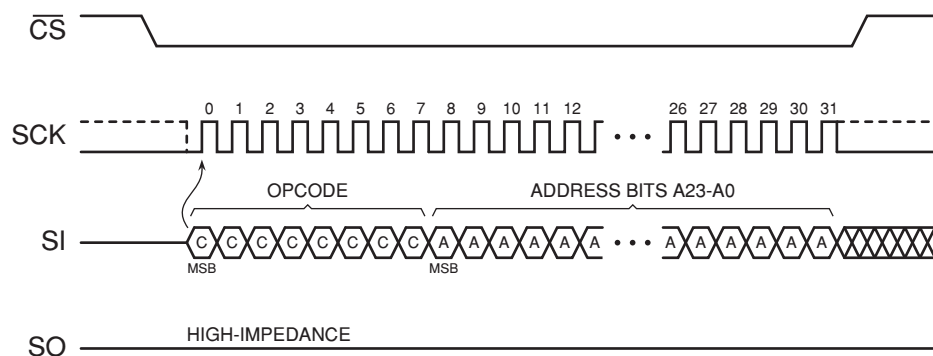 CS
SCK
0 1 2 3 4 5 6 7 8 9 10 11 12 • • • 26 27 28 29 30 31
OPCODE ADDRESS BITS A23-A0
SI
C C C C C C C C A A A A A A • • • A A A A A A
MSB MSB
HIGH-IMPEDANCE
SO